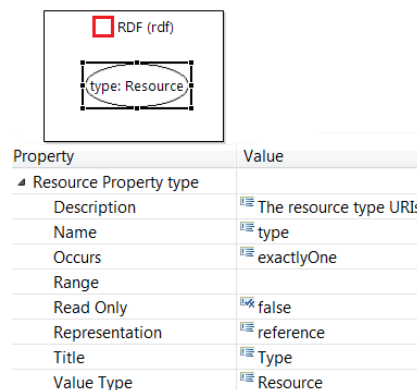 RDF (rdf)
type: Resource
Property Value
Resource Property type
Description The resource type URIs
Name type
Occurs exactlyOne
Range
Read Only false
Representation reference
Title Type
Value Type Resource